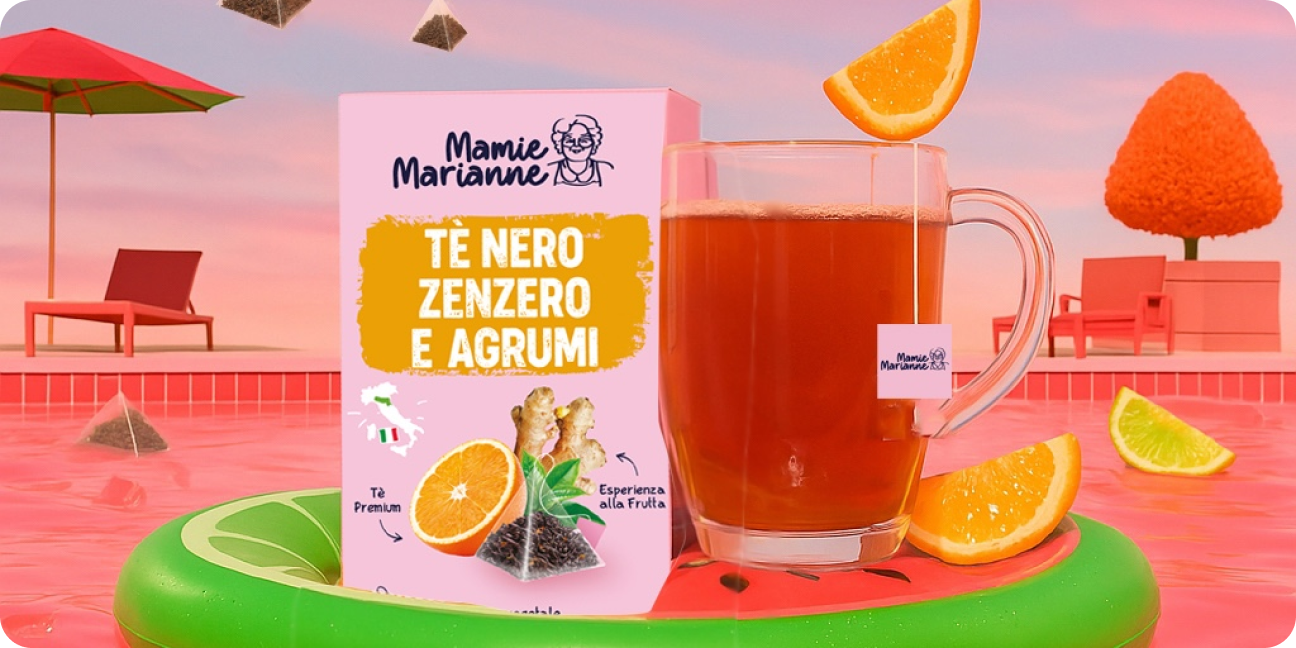 Mamie
Marianne
TÈ NERO
ZENZERO
E AGRUMI
Tè
Premium
Esperienza
alla Frutta
Mamie
Marianne